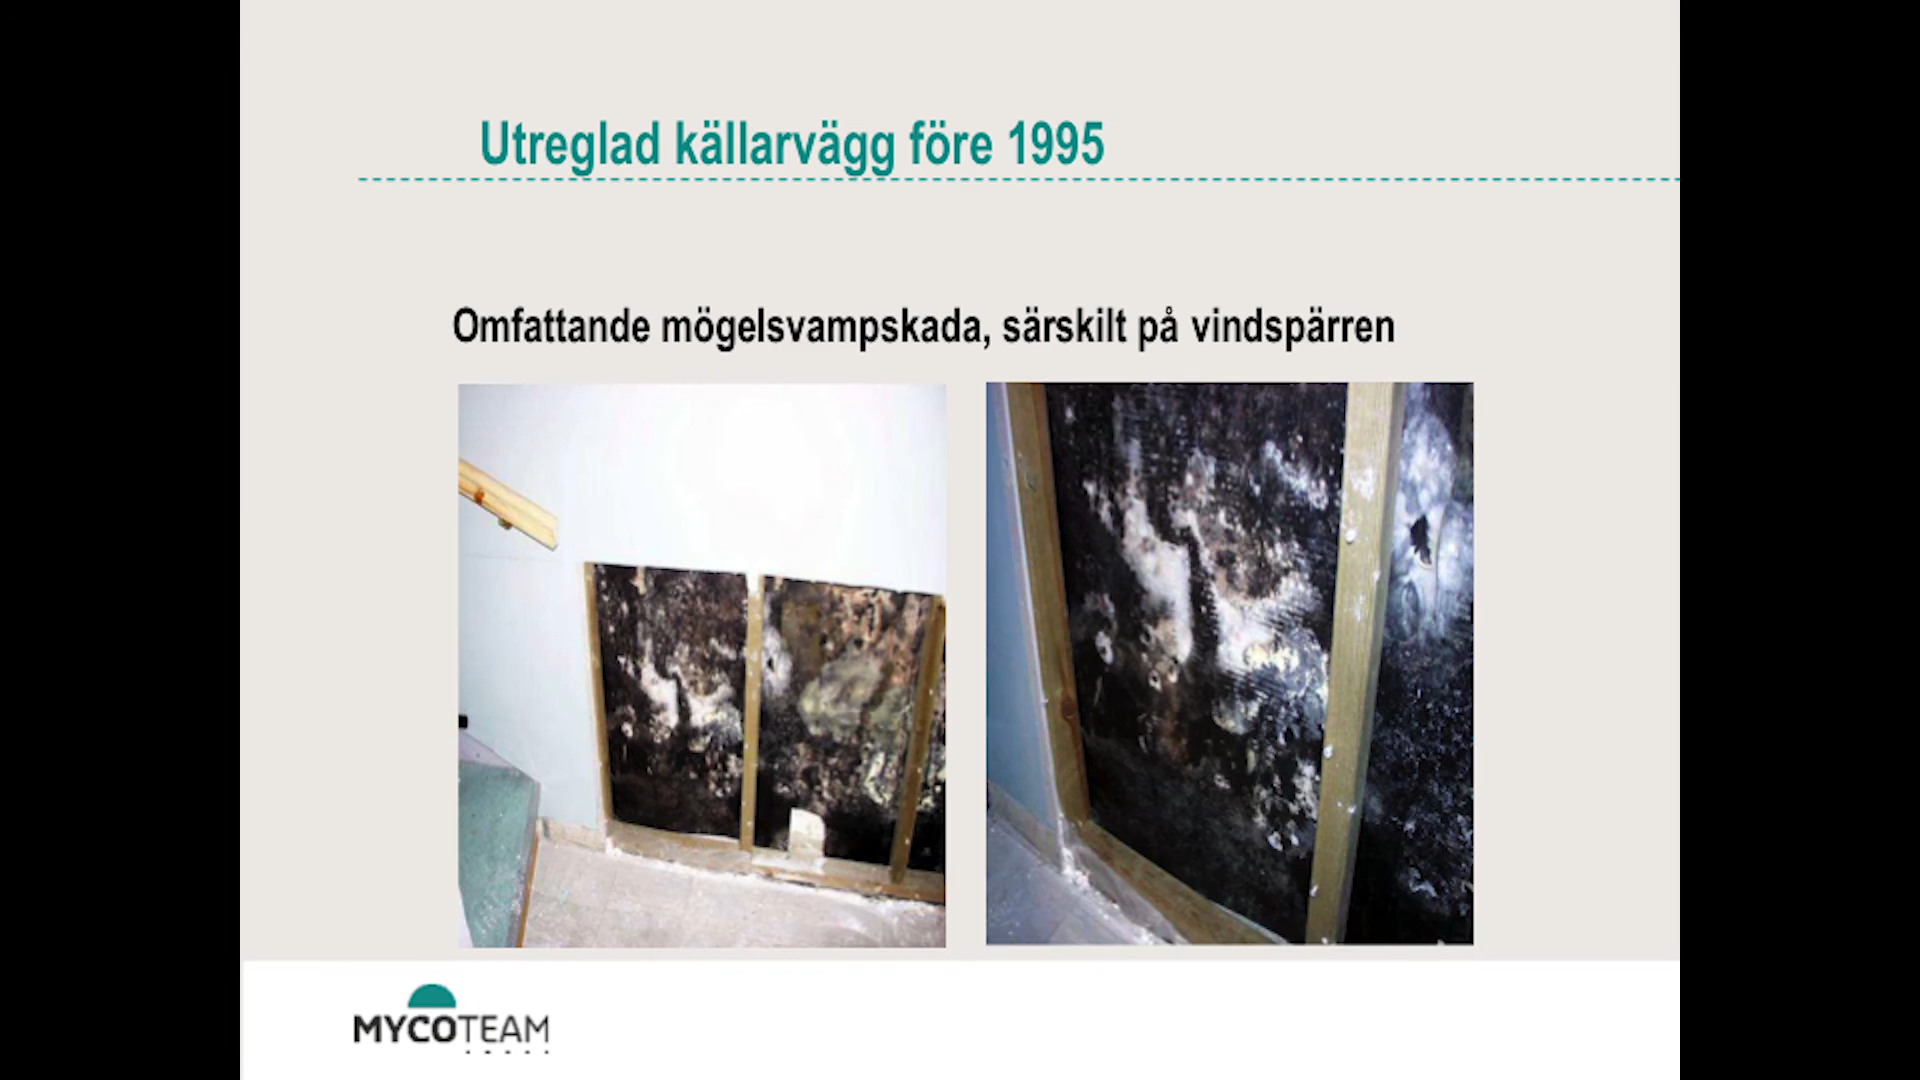 Utreglad källarvägg före 1995
Omfattande mögelsvampskada, särskilt på vindspärren
MYCOTEAM